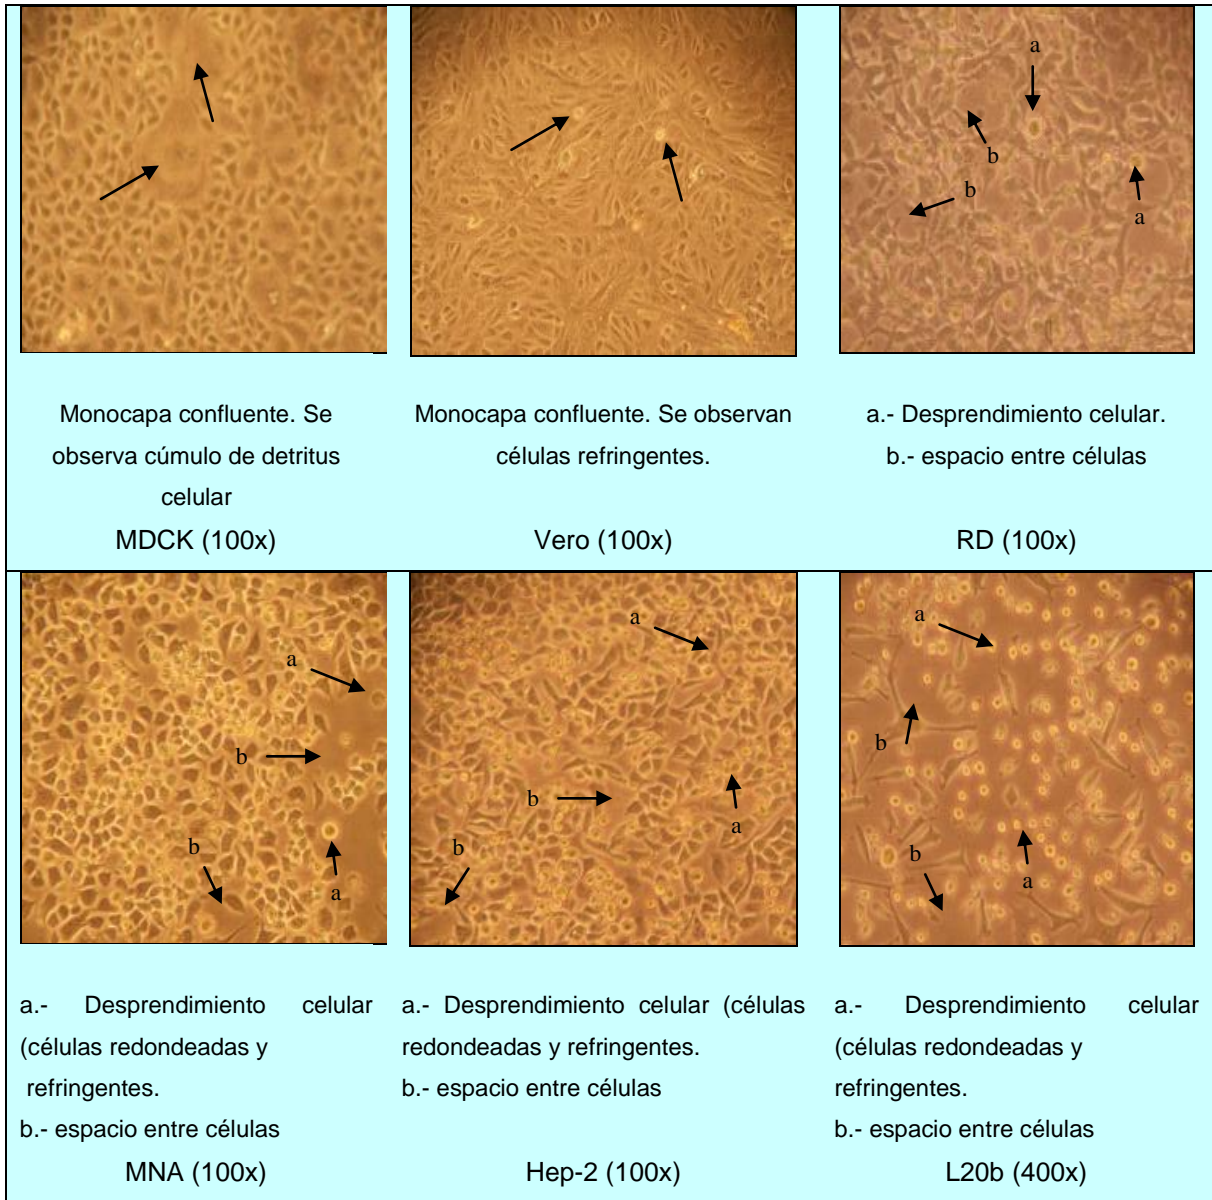 a
b
b
a
Monocapa confluente. Se
observa cúmulo de detritus
celular
MDCK (100x)
Monocapa confluente. Se observan
células refringentes.
Vero (100x)
a.- Desprendimiento celular.
b.- espacio entre células
RD (100x)
a
b
b
a
a
b
a
b
a
b
b
a
a.- Desprendimiento celular
(células redondeadas y
refringentes.
b.- espacio entre células
MNA (100x)
a.- Desprendimiento celular (células
redondeadas y refringentes.
b.- espacio entre células
Hep-2 (100x)
a.- Desprendimiento celular
(células redondeadas y
refringentes.
b.- espacio entre células
L20b (400x)